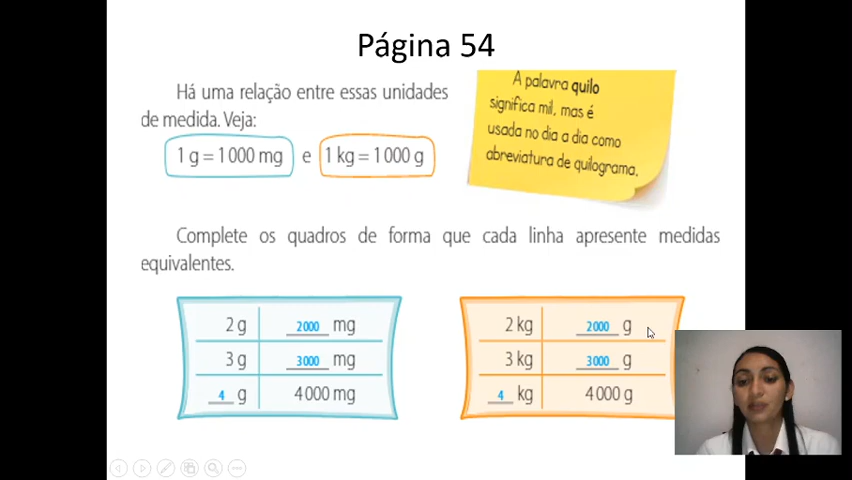 Página 54
Há uma relação entre essas unidades
de medida. Veja:
1 g = 1 000 mg e 1 kg = 1 000 g
A palavra quilo
significa mil, mas é
usada no dia a dia como
abreviatura de quilograma.
Complete os quadros de forma que cada linha apresente medidas
equivalentes.
2 g 2000 mg
3 g 3000 mg
4 g 4 000 mg
2 kg 2000 g
3 kg 3000 g
4 kg 4 000 g